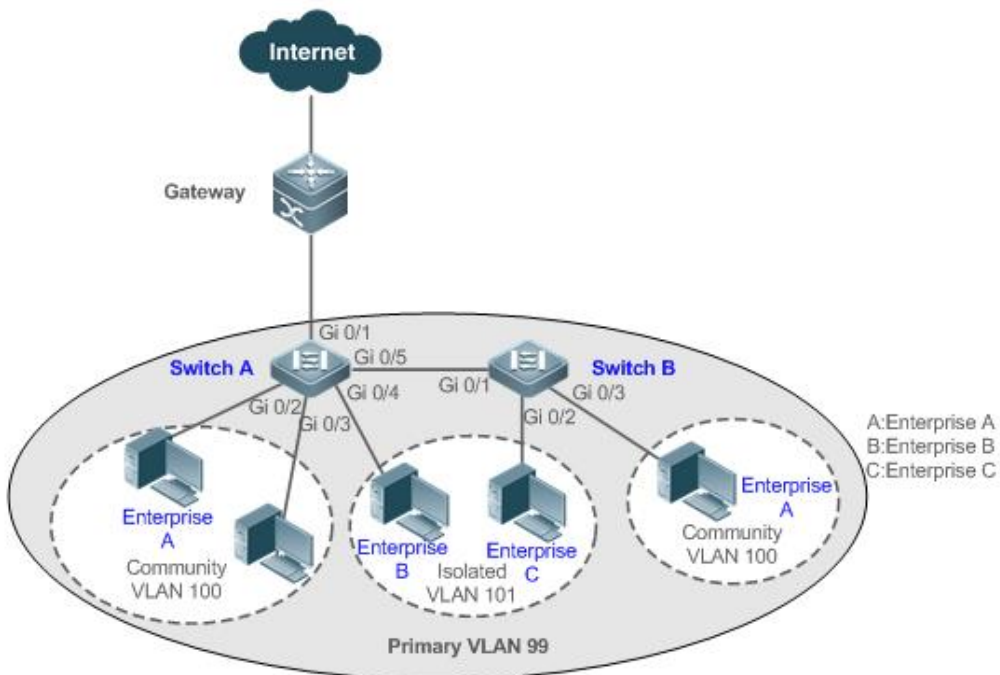 Internet
Gateway
Gi 0/1
Switch A
Gi 0/5
Switch B
Gi 0/1
Gi 0/2
Gi 0/3
Gi 0/4
Gi 0/2
Gi 0/3
A:Enterprise A
B:Enterprise B
C:Enterprise C
Enterprise
A
Community
VLAN 100
Enterprise
B
Isolated
VLAN 101
Enterprise
C
Enterprise
A
Community
VLAN 100
Primary VLAN 99